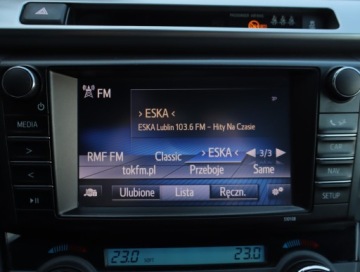 FM
› ESKA ‹
ESKA Lublin 103.6 FM – Hity Na Czasie
RMF FM Classic › ESKA ‹ 3/3
tokfm.pl Przeboje Same
Ulubione Lista Ręczn.
MEDIA
CAR
NAV
SETUP
23.0 23.0